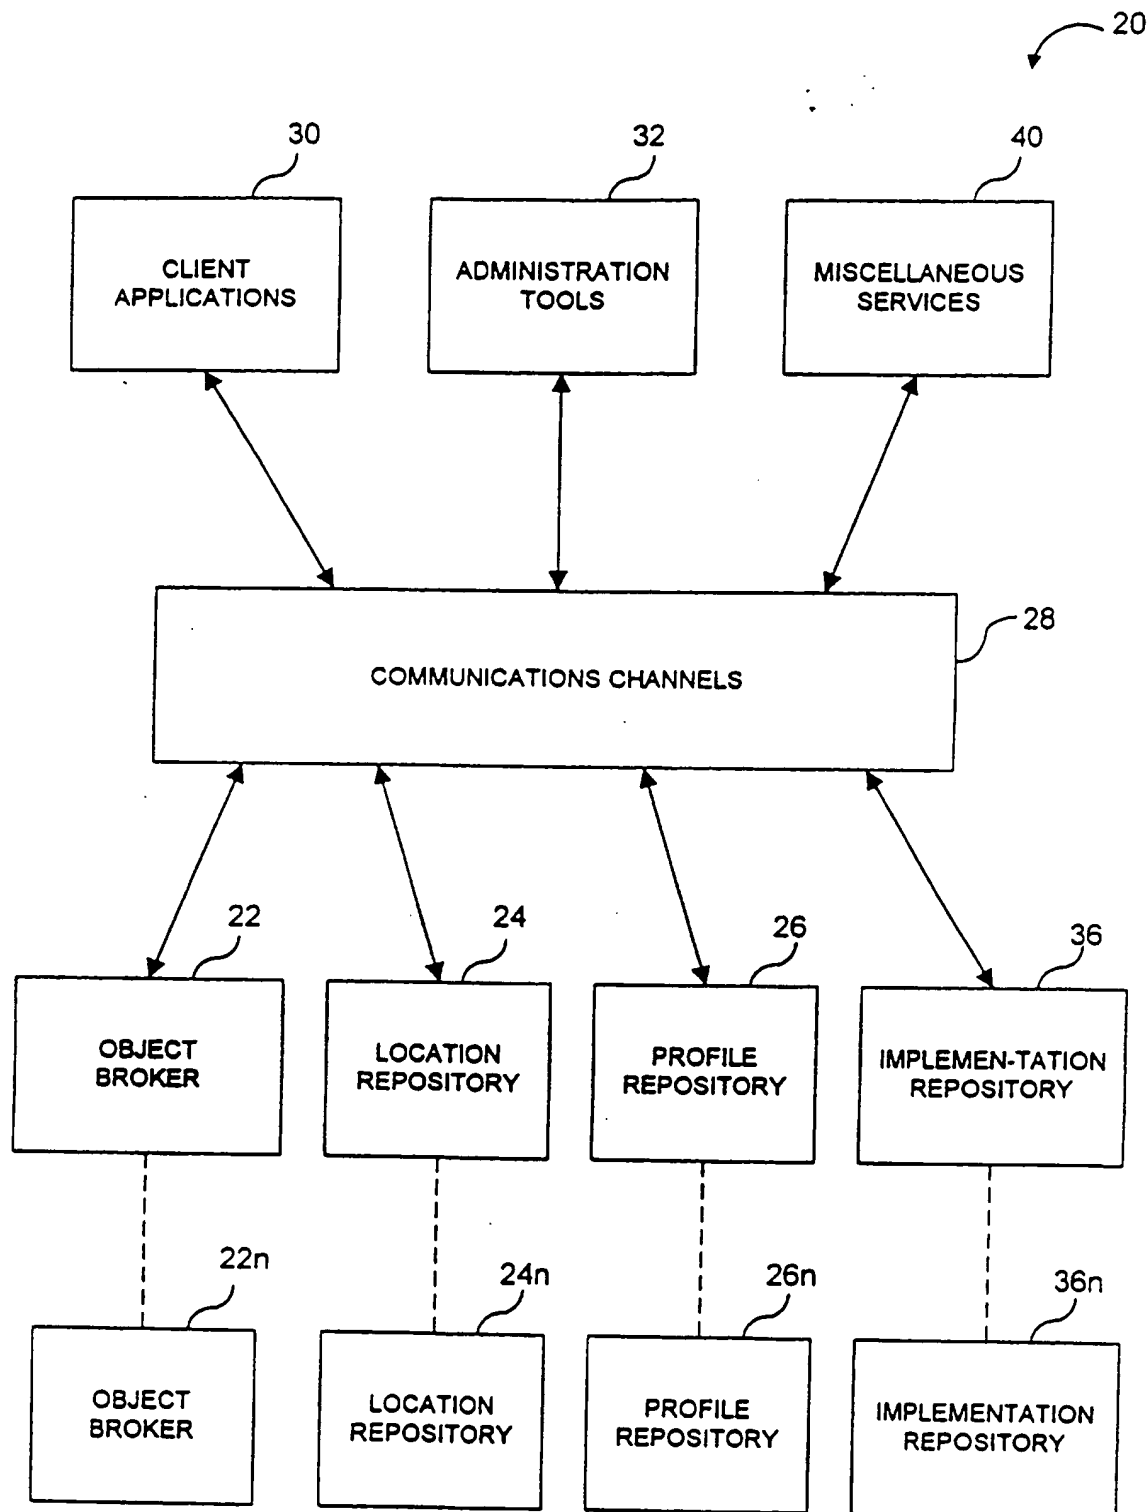 20
30
32
40
CLIENT
APPLICATIONS
ADMINISTRATION
TOOLS
MISCELLANEOUS
SERVICES
28
COMMUNICATIONS CHANNELS
22
24
26
36
OBJECT
BROKER
LOCATION
REPOSITORY
PROFILE
REPOSITORY
IMPLEMEN-TATION
REPOSITORY
22n
24n
26n
36n
OBJECT
BROKER
LOCATION
REPOSITORY
PROFILE
REPOSITORY
IMPLEMENTATION
REPOSITORY